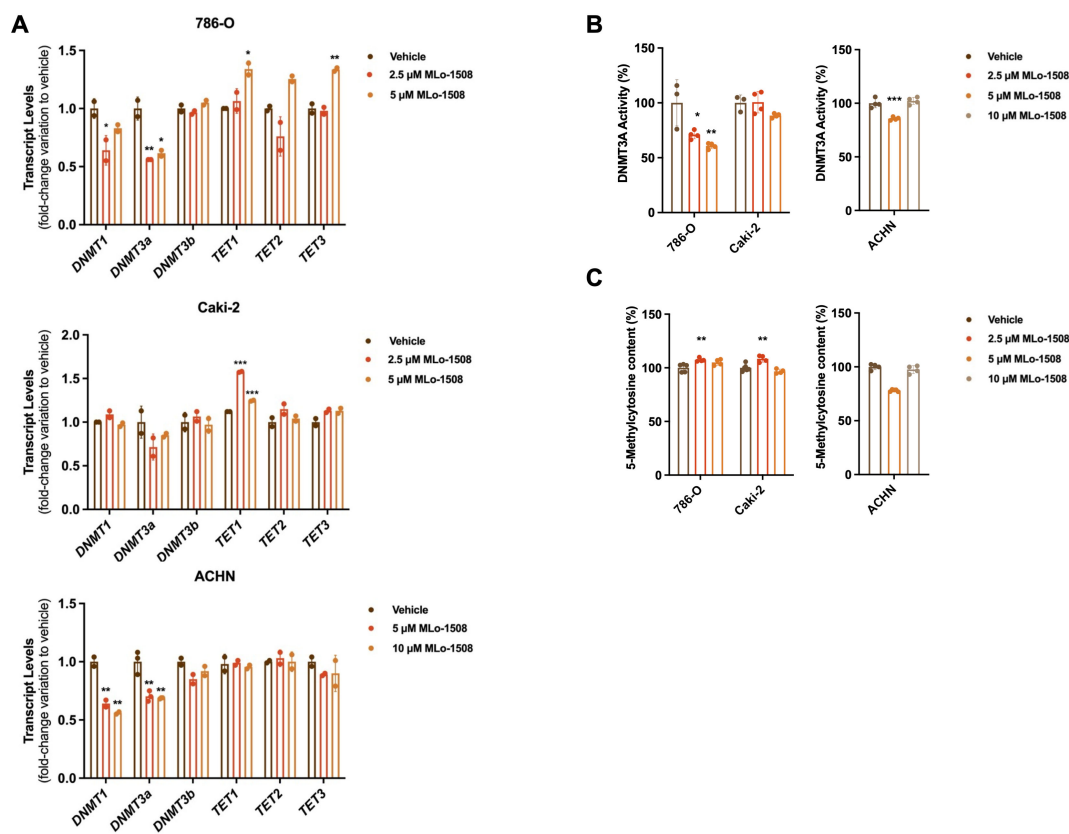 A
786-O
Transcript Levels
(fold-change variation to vehicle)
1.5
1.0
0.5
0.0
*
**
*
*
**
DNMT1
DNMT3a
DNMT3b
TET1
TET2
TET3
Vehicle
2.5 µM MLo-1508
5 µM MLo-1508
Caki-2
Transcript Levels
(fold-change variation to vehicle)
2.0
1.5
1.0
0.5
0.0
***
***
DNMT1
DNMT3a
DNMT3b
TET1
TET2
TET3
Vehicle
2.5 µM MLo-1508
5 µM MLo-1508
ACHN
Transcript Levels
(fold-change variation to vehicle)
1.5
1.0
0.5
0.0
**
**
**
**
DNMT1
DNMT3a
DNMT3b
TET1
TET2
TET3
Vehicle
5 µM MLo-1508
10 µM MLo-1508
B
DNMT3A Activity (%)
150
100
50
0
*
**
786-O
Caki-2
DNMT3A Activity (%)
150
100
50
0
***
ACHN
Vehicle
2.5 µM MLo-1508
5 µM MLo-1508
10 µM MLo-1508
C
5-Methylcytosine content (%)
150
100
50
0
**
**
786-O
Caki-2
5-Methylcytosine content (%)
150
100
50
0
ACHN
Vehicle
2.5 µM MLo-1508
5 µM MLo-1508
10 µM MLo-1508